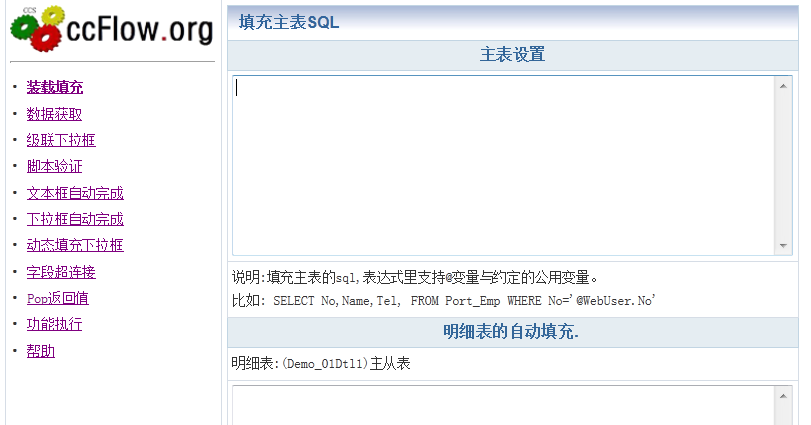 CCS
ccFlow.org
装载填充
数据获取
级联下拉框
脚本验证
文本框自动完成
下拉框自动完成
动态填充下拉框
字段超连接
Pop返回值
功能执行
帮助
填充主表SQL
主表设置
说明:填充主表的sql,表达式里支持@变量与约定的公用变量。
比如: SELECT No,Name,Tel, FROM Port_Emp WHERE No='@WebUser.No'
明细表的自动填充.
明细表:(Demo_01Dtl1)主从表